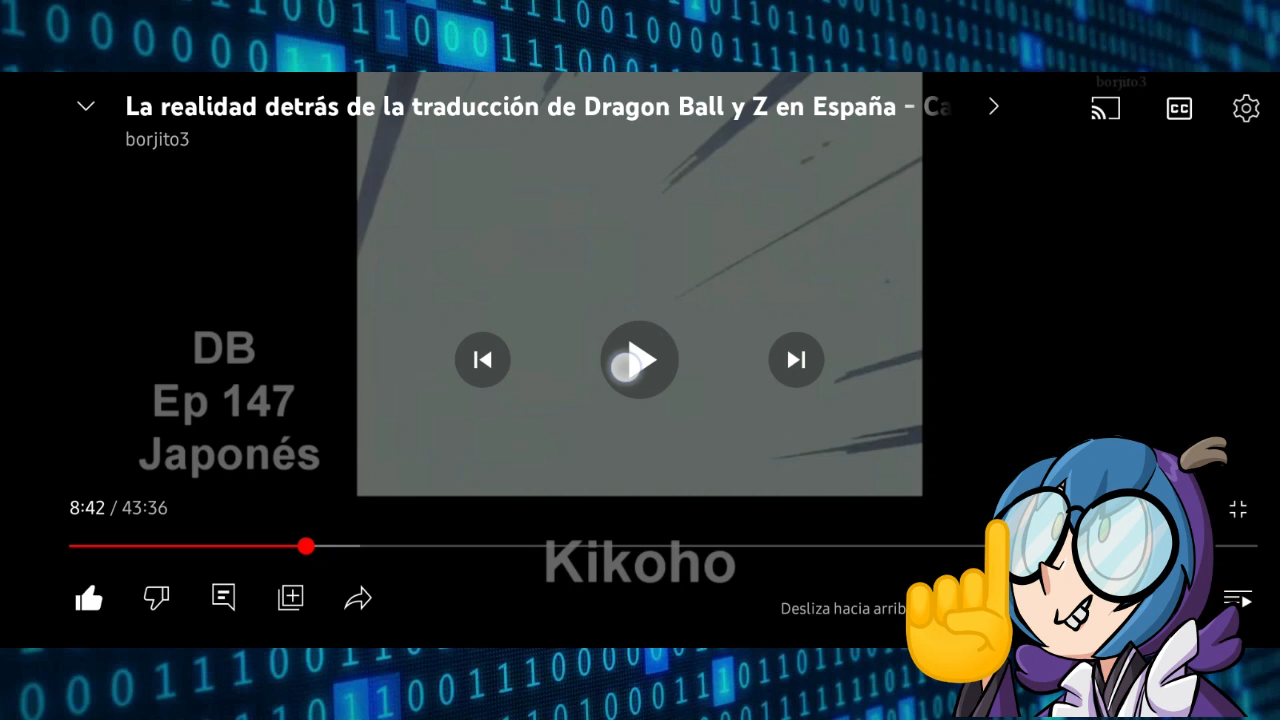 borjito3
La realidad detrás de la traducción de Dragon Ball y Z en España - Ca
CC
borjito3
DB
Ep 147
Japonés
8:42 / 43:36
Kikoho
Desliza hacia arrib